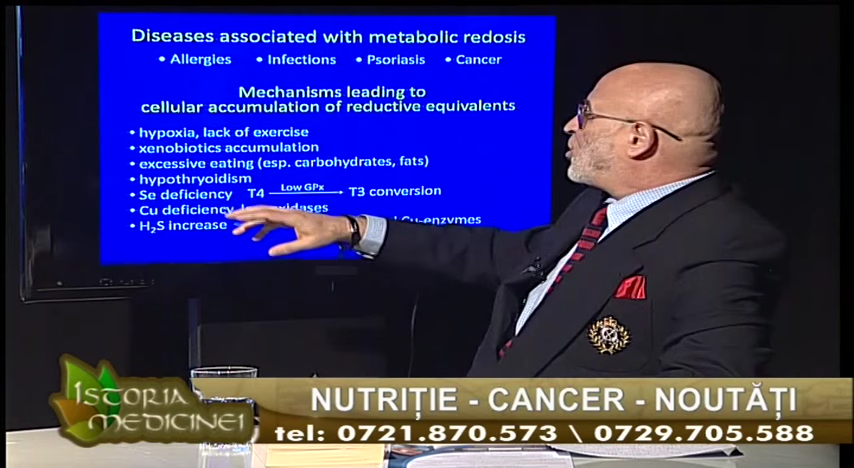 Diseases associated with metabolic redosis
• Allergies • Infections • Psoriasis • Cancer
Mechanisms leading to
cellular accumulation of reductive equivalents
• hypoxia, lack of exercise
• xenobiotics accumulation
• excessive eating (esp. carbohydrates, fats)
• hypothryoidism
• Se deficiency T4 Low GPx T3 conversion
• Cu deficiency
• H₂S increase Cu-enzymes
ISTORIA
MEDICINEI
NUTRIȚIE - CANCER - NOUTĂȚI
tel: 0721.870.573 \ 0729.705.588